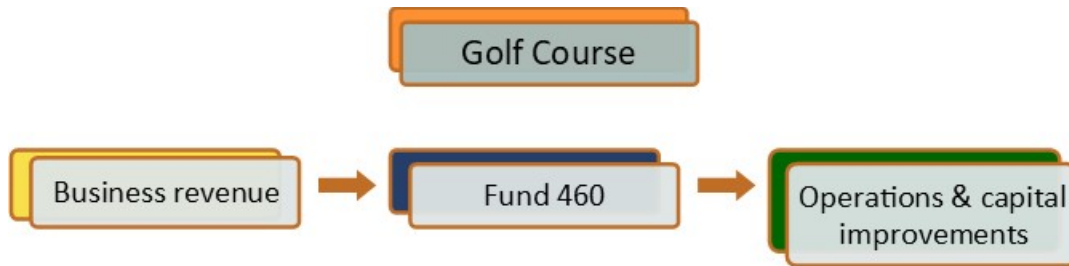 Golf Course
Business revenue
Fund 460
Operations & capital
improvements